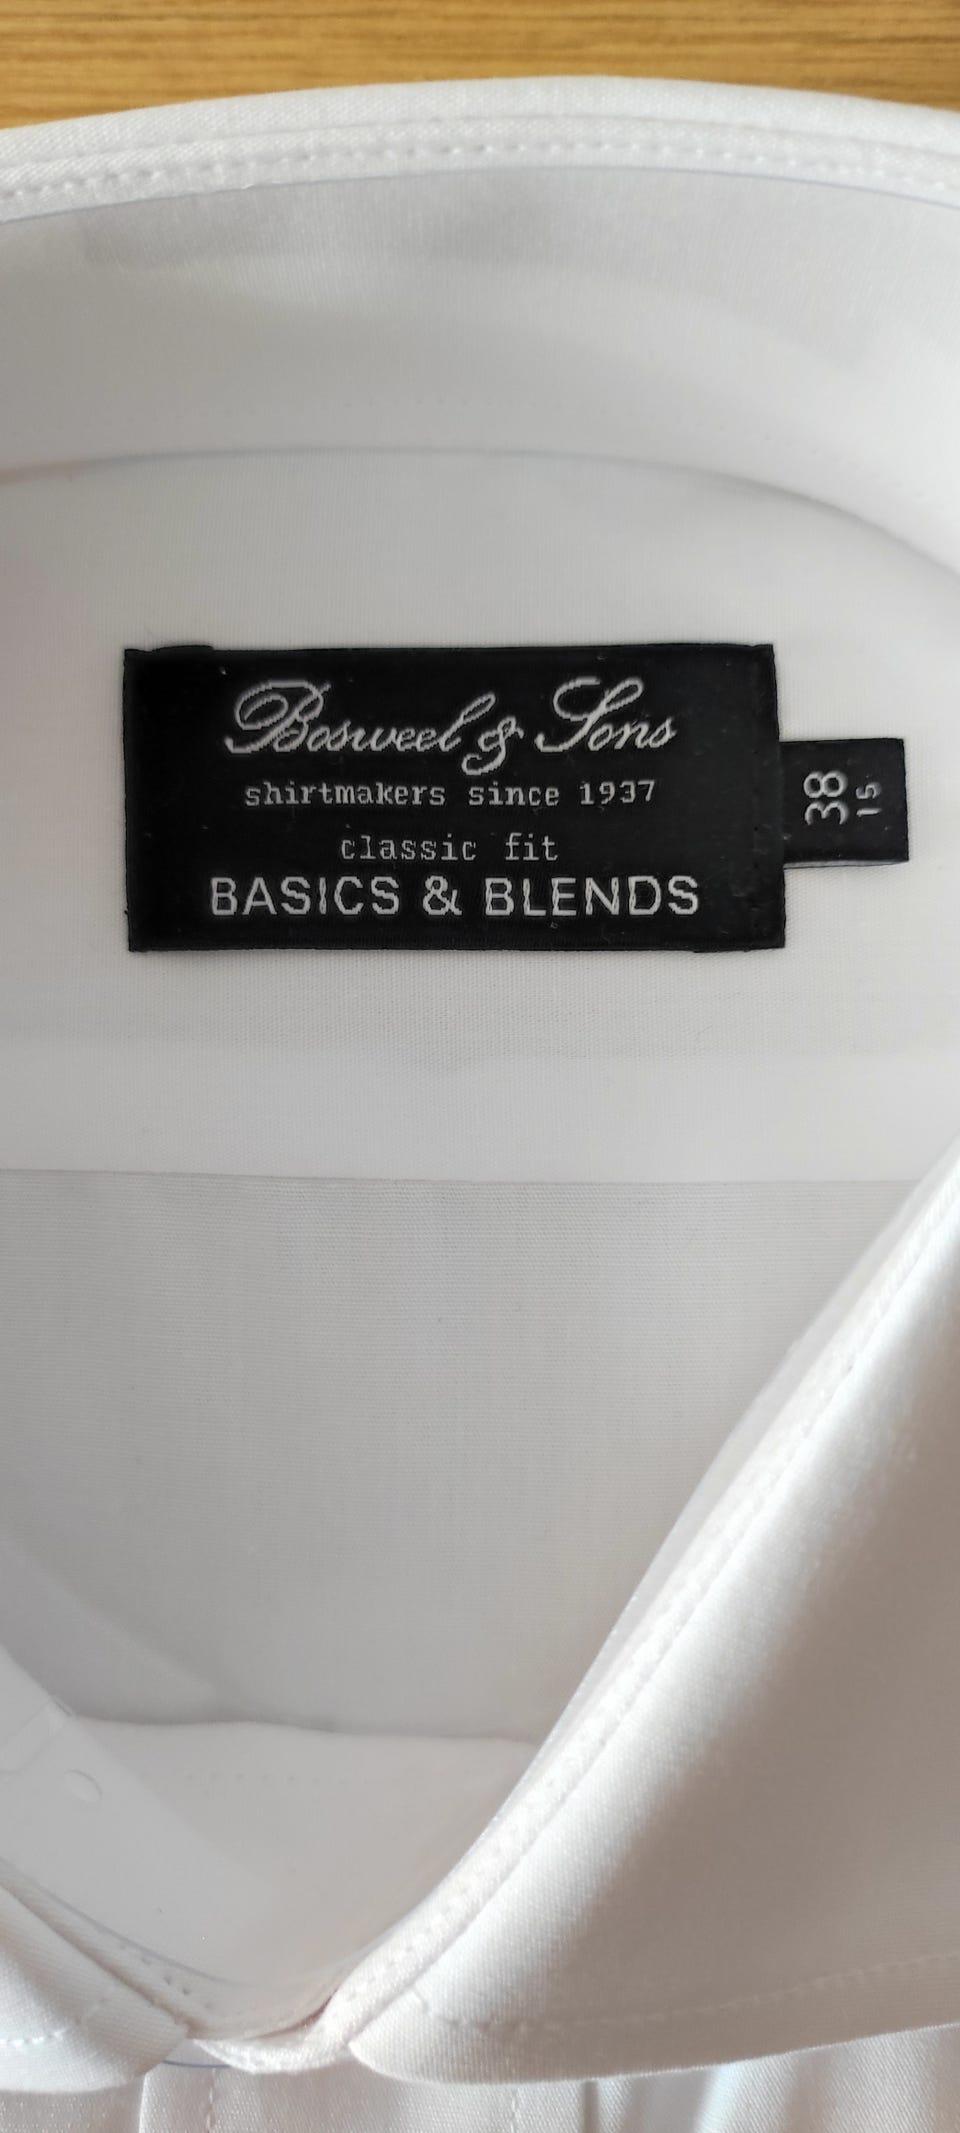 Bosweel & Sons
shirtmakers since 1937
classic fit
BASICS & BLENDS
38
15